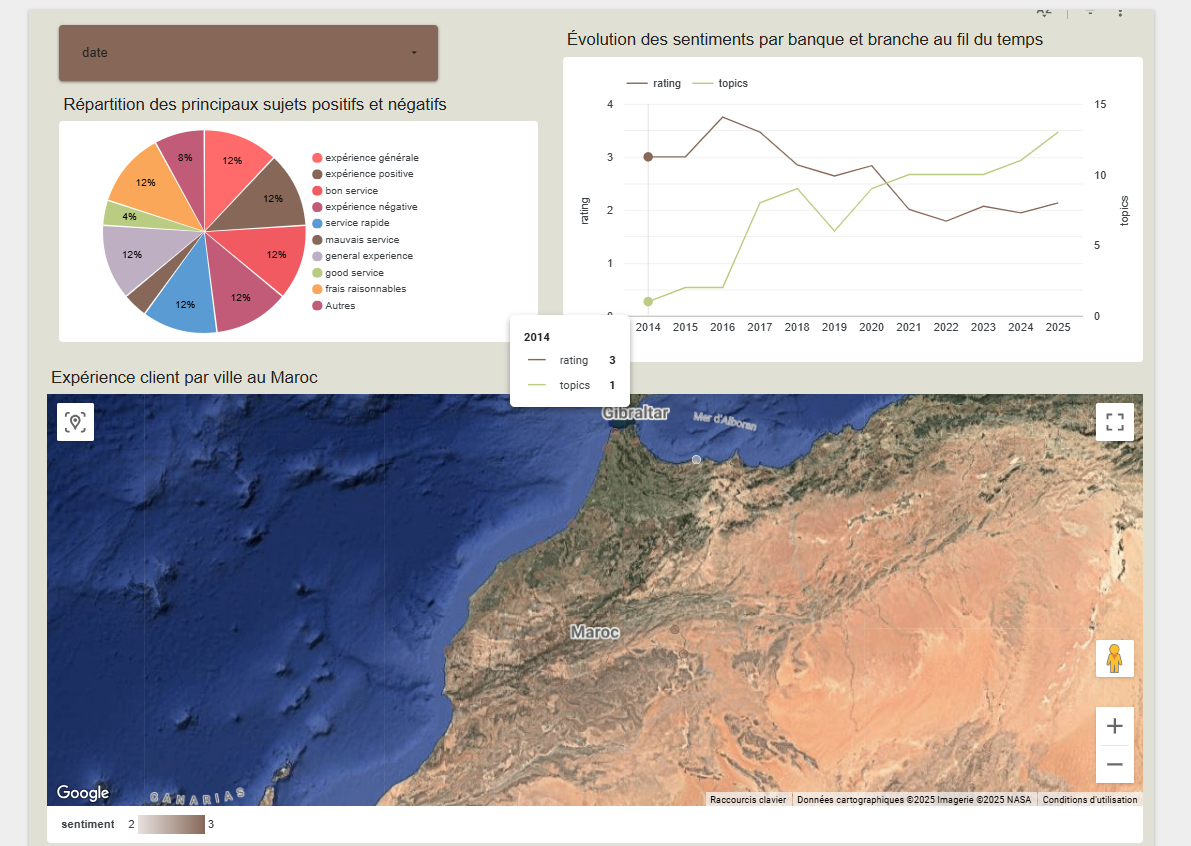 date
Évolution des sentiments par banque et branche au fil du temps
Répartition des principaux sujets positifs et négatifs
12%
12%
12%
12%
12%
12%
4%
12%
8%
expérience générale
expérience positive
bon service
expérience négative
service rapide
mauvais service
general experience
good service
frais raisonnables
Autres
rating
topics
4
3
2
1
rating
15
10
5
0
topics
2014
2015
2016
2017
2018
2019
2020
2021
2022
2023
2024
2025
2014
rating 3
topics 1
Expérience client par ville au Maroc
Gibraltar
Mer d'Alboran
Maroc
CANARIAS
Google
Raccourcis clavier
Données cartographiques ©2025 Imagerie ©2025 NASA
Conditions d'utilisation
sentiment 2 3